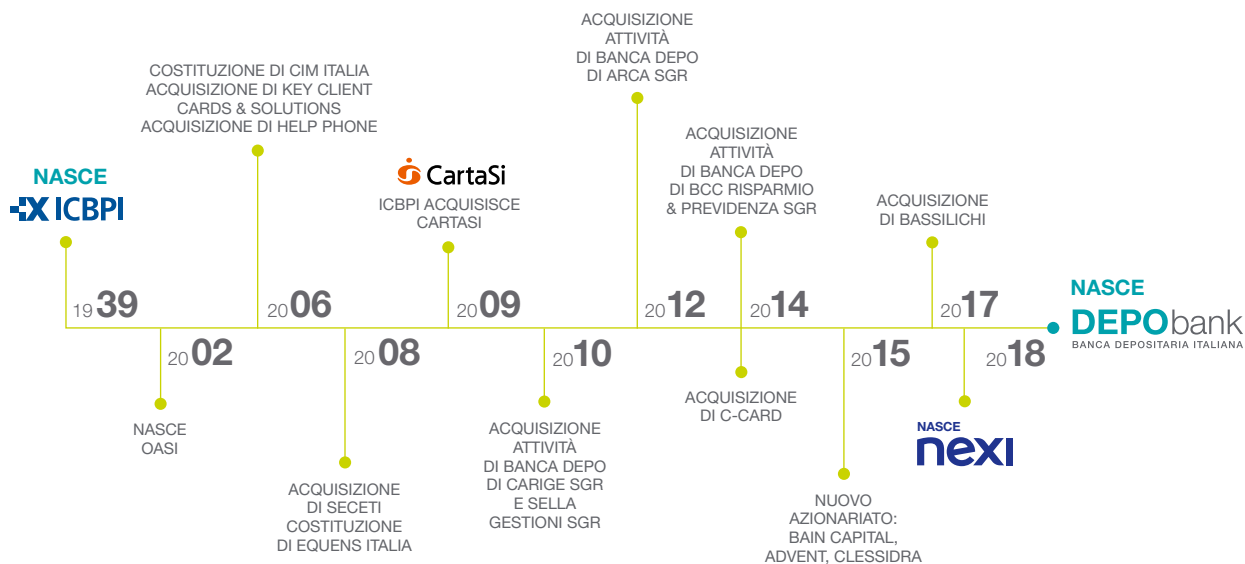 NASCE
ICBPI
1939
2002
NASCE
OASI
COSTITUZIONE DI CIM ITALIA
ACQUISIZIONE DI KEY CLIENT
CARDS & SOLUTIONS
ACQUISIZIONE DI HELP PHONE
2006
2008
ACQUISIZIONE
DI SECETI
COSTITUZIONE
DI EQUENS ITALIA
CartaSi
ICBPI ACQUISISCE
CARTASI
2009
2010
ACQUISIZIONE
ATTIVITÀ
DI BANCA DEPO
DI CARIGE SGR
E SELLA
GESTIONI SGR
ACQUISIZIONE
ATTIVITÀ
DI BANCA DEPO
DI ARCA SGR
2012
ACQUISIZIONE
ATTIVITÀ
DI BANCA DEPO
DI BCC RISPARMIO
& PREVIDENZA SGR
2014
ACQUISIZIONE
DI C-CARD
2015
NUOVO
AZIONARIATO:
BAIN CAPITAL,
ADVENT, CLESSIDRA
ACQUISIZIONE
DI BASSILICHI
2017
NASCE
nexi
2018
NASCE
DEPObank
BANCA DEPOSITARIA ITALIANA